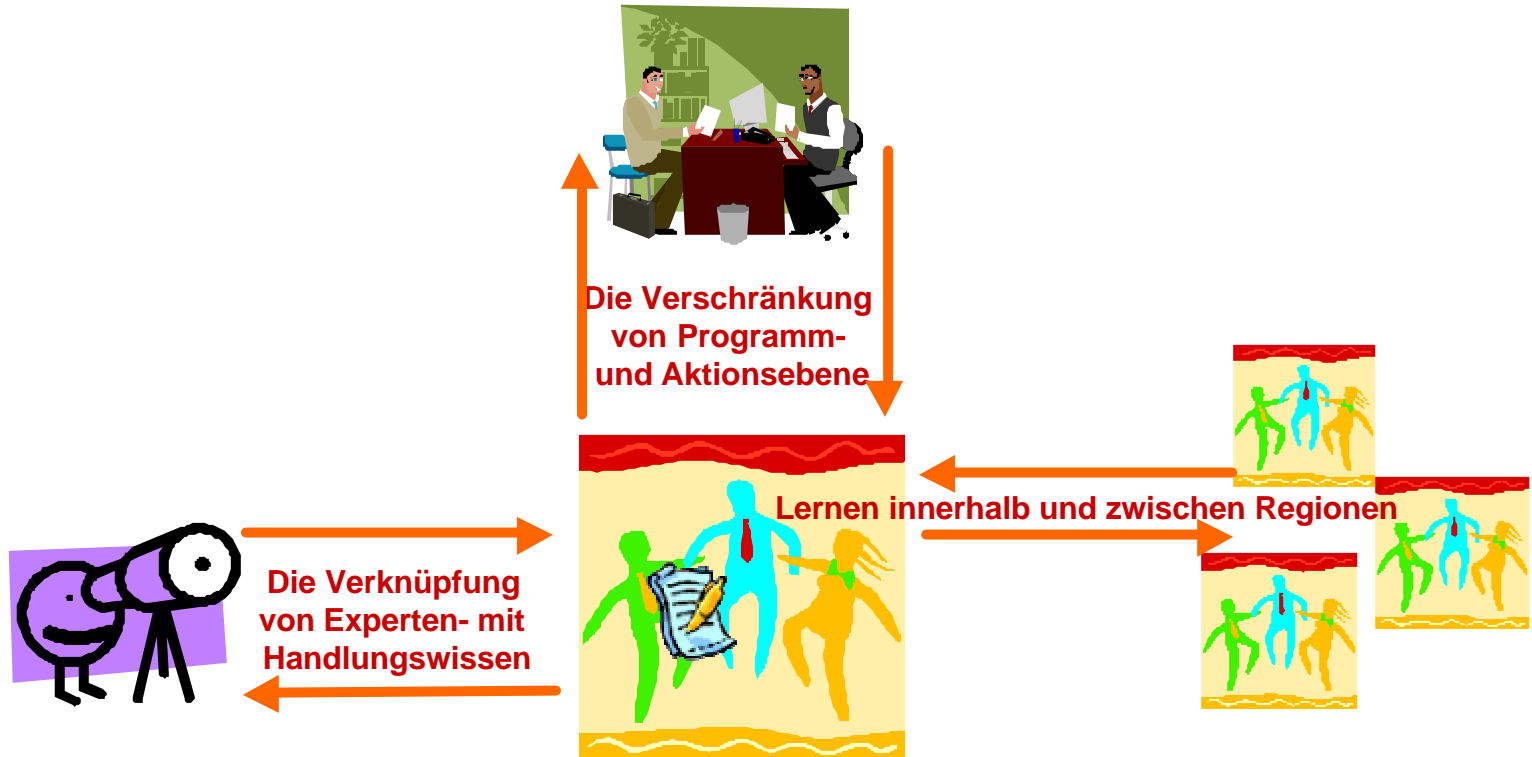 Die Verschränkung
von Programm-
und Aktionsebene
Lernen innerhalb und zwischen Regionen
Die Verknüpfung
von Experten- mit
Handlungswissen